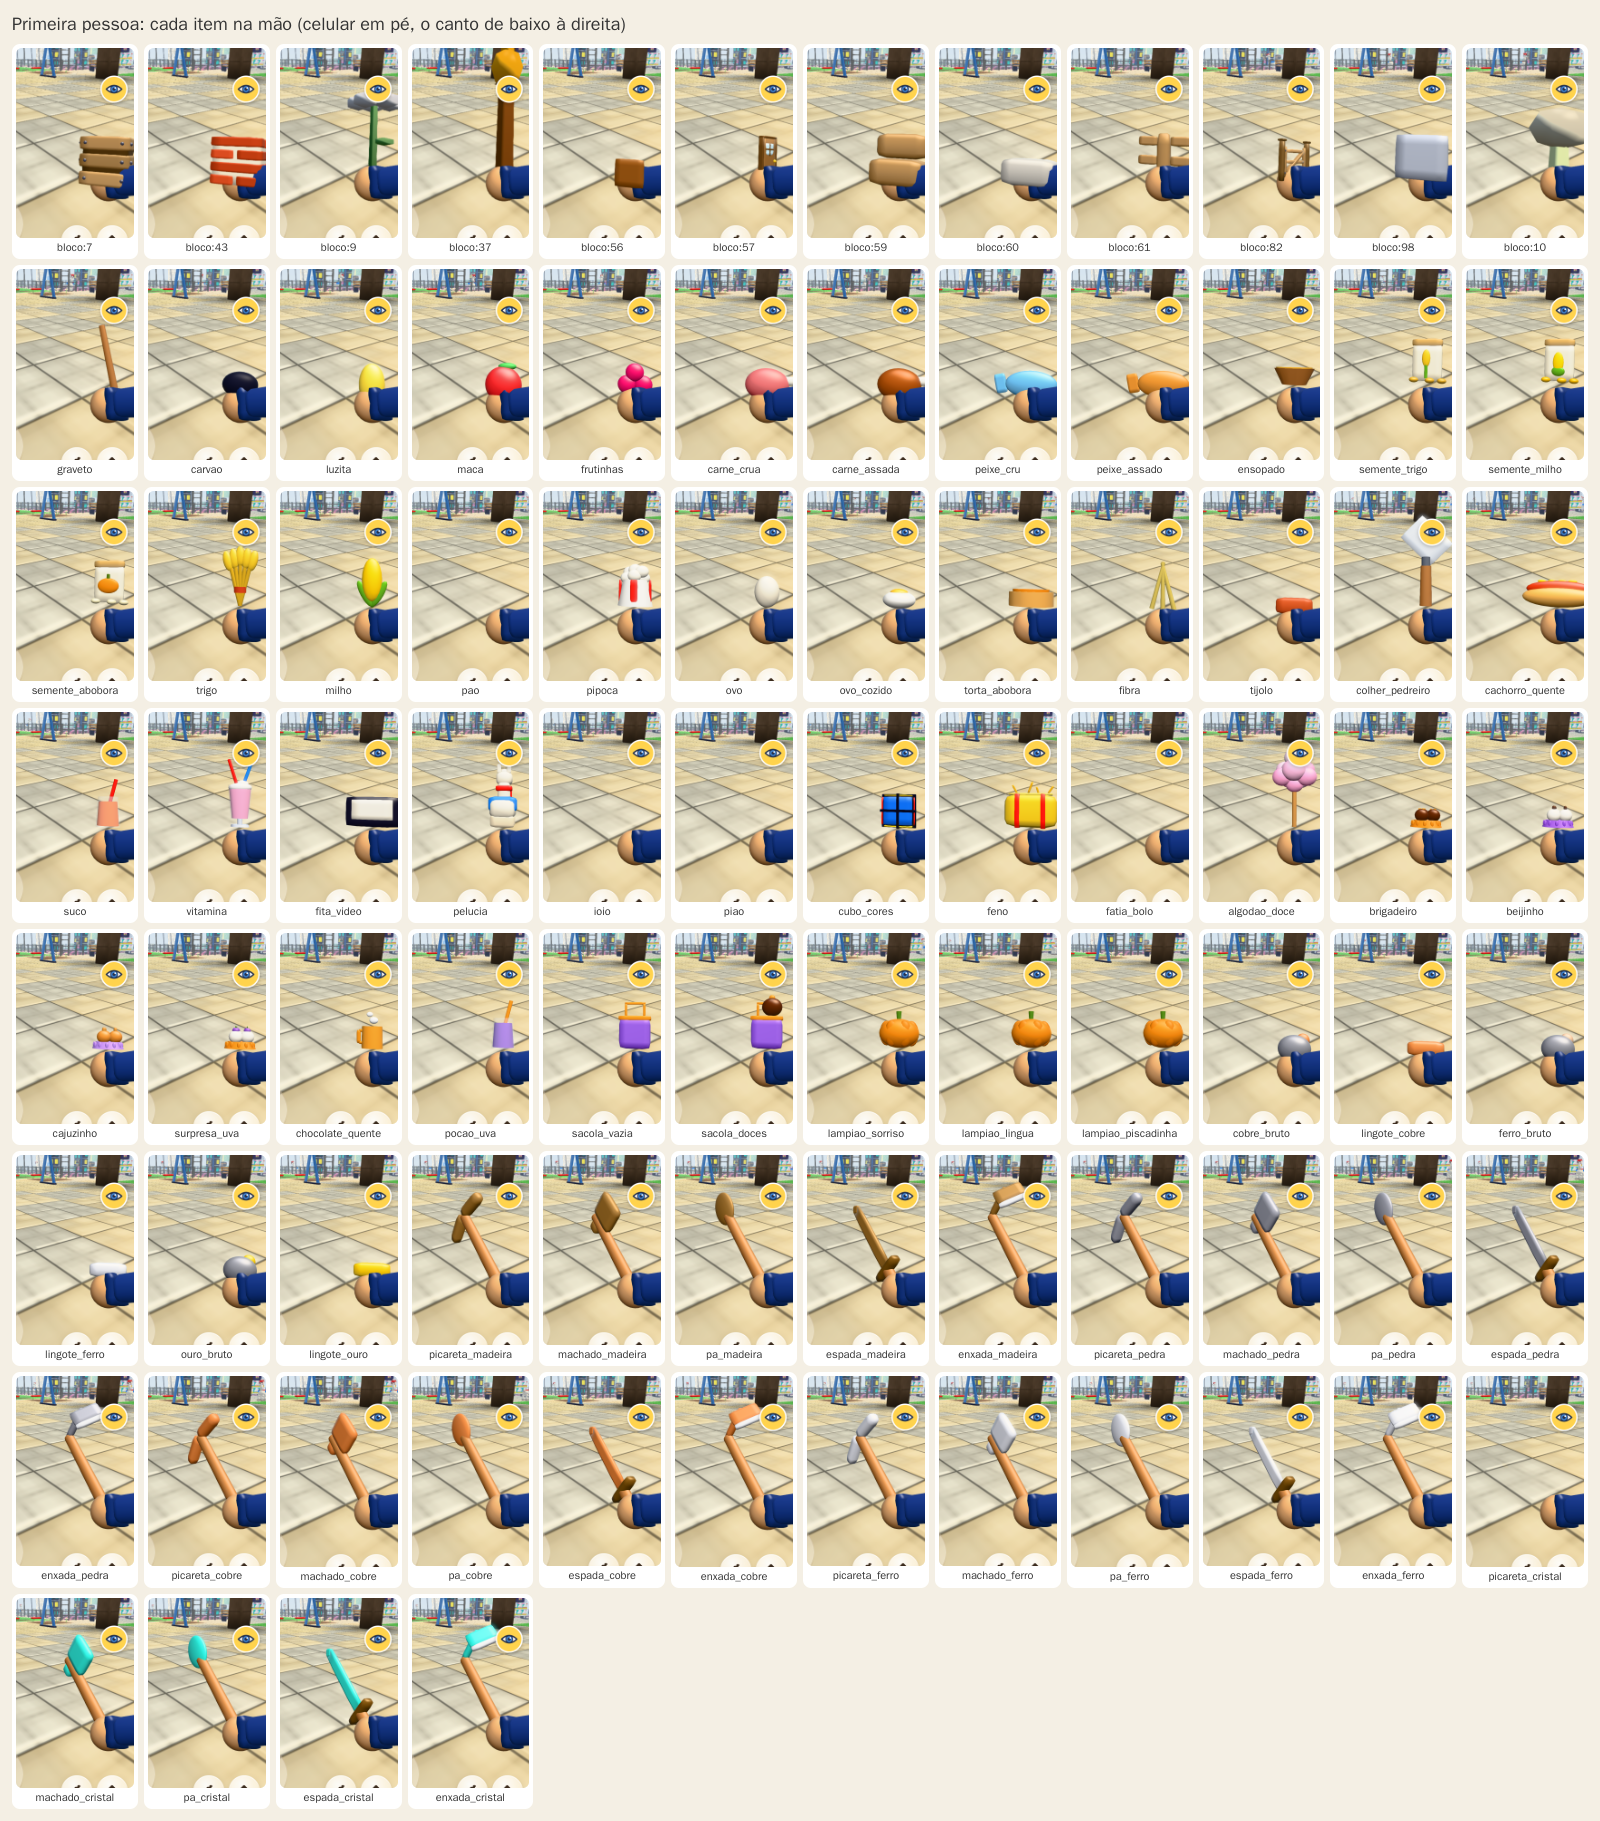 Primeira pessoa: cada item na mão (celular em pé, o canto de baixo à direita)
bloco:7 bloco:43 bloco:9 bloco:37 bloco:56 bloco:57 bloco:59 bloco:60 bloco:61 bloco:82 bloco:98 bloco:10
graveto carvao luzita maca frutinhas carne_crua carne_assada peixe_cru peixe_assado ensopado semente_trigo semente_milho
semente_abobora trigo milho pao pipoca ovo ovo_cozido torta_abobora fibra tijolo colher_pedreiro cachorro_quente
suco vitamina fita_video pelucia ioio piao cubo_cores feno fatia_bolo algodao_doce brigadeiro beijinho
cajuzinho surpresa_uva chocolate_quente pocao_uva sacola_vazia sacola_doces lampiao_sorriso lampiao_lingua lampiao_piscadinha cobre_bruto lingote_cobre ferro_bruto
lingote_ferro ouro_bruto lingote_ouro picareta_madeira machado_madeira pa_madeira espada_madeira enxada_madeira picareta_pedra machado_pedra pa_pedra espada_pedra
enxada_pedra picareta_cobre machado_cobre pa_cobre espada_cobre enxada_cobre picareta_ferro machado_ferro pa_ferro espada_ferro enxada_ferro picareta_cristal
machado_cristal pa_cristal espada_cristal enxada_cristal